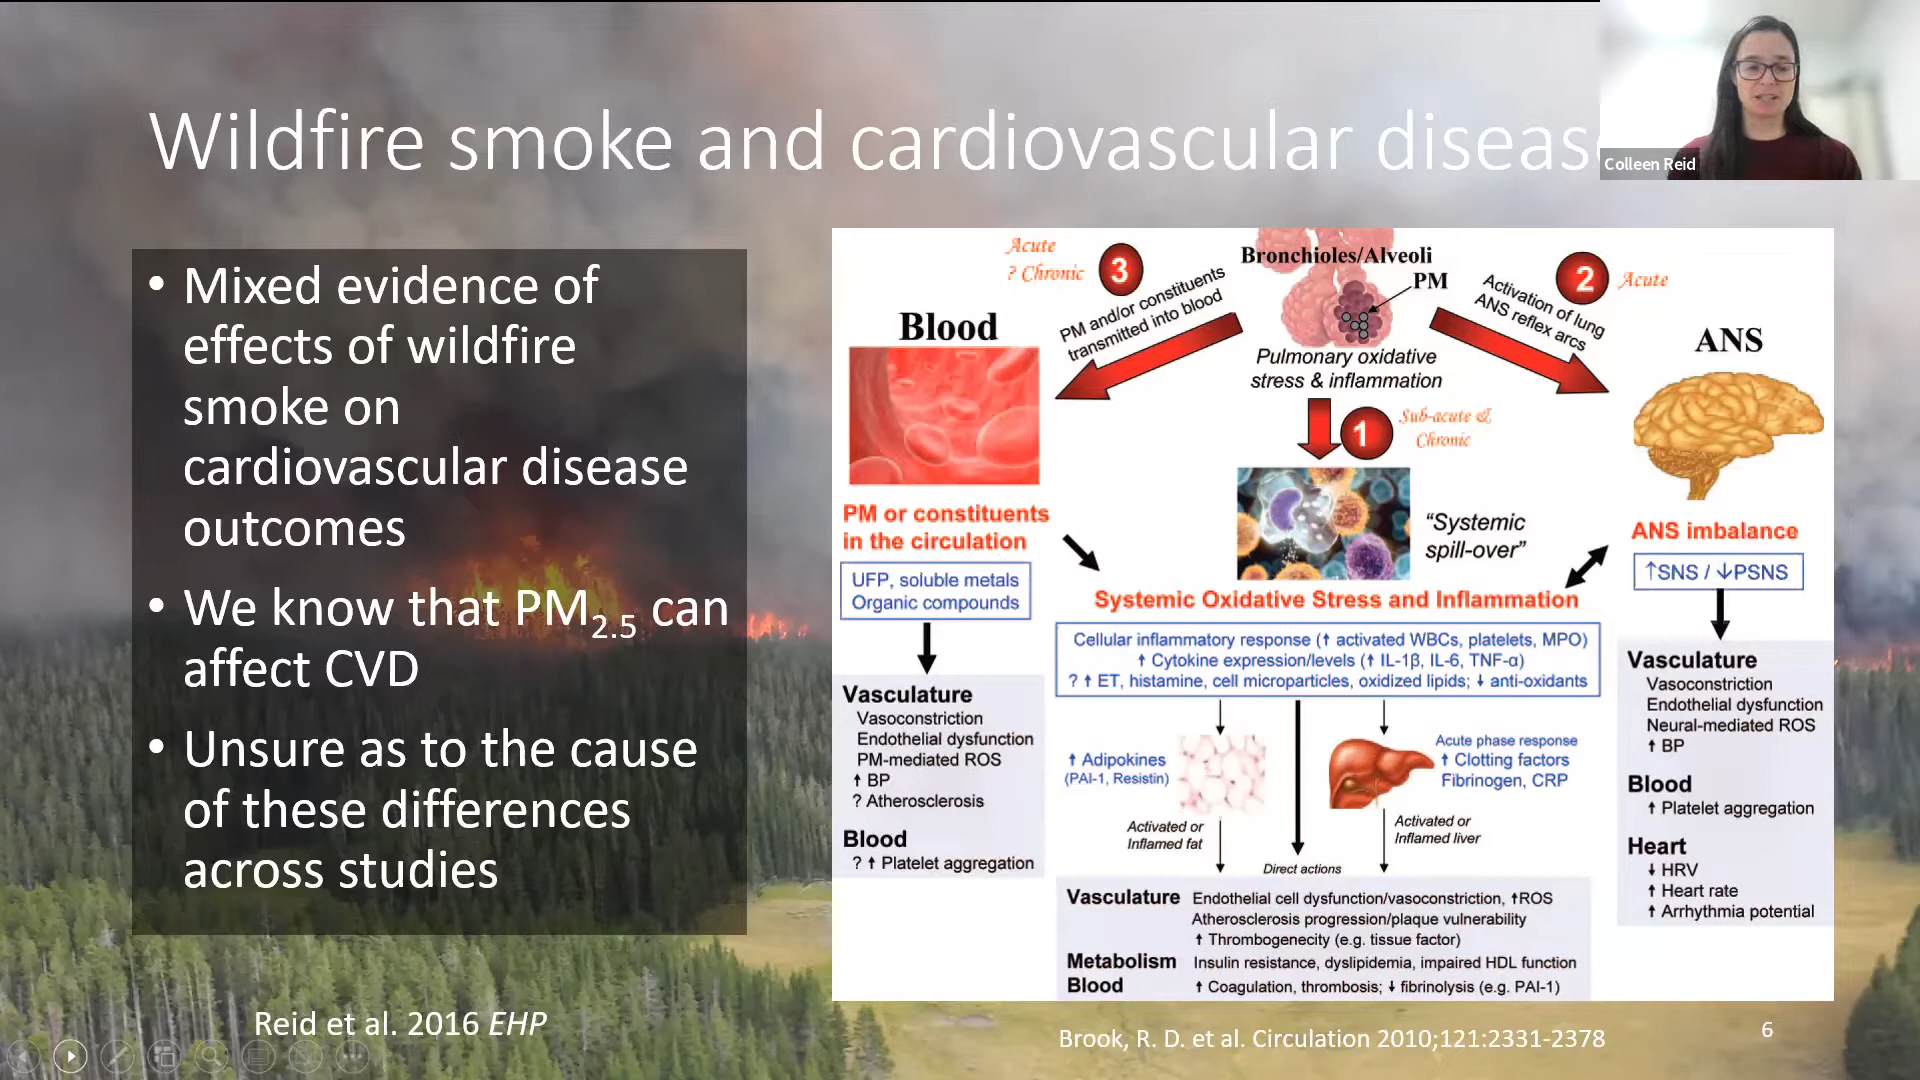 Wildfire smoke and cardiovascular diseas
Colleen Reid
• Mixed evidence of
effects of wildfire
smoke on
cardiovascular disease
outcomes
• We know that PM2.5 can
affect CVD
• Unsure as to the cause
of these differences
across studies
Reid et al. 2016 EHP
Acute
? Chronic
3
PM and/or constituents
transmitted into blood
Bronchioles/Alveoli
PM
Pulmonary oxidative
stress & inflammation
2
Acute
Activation of lung
ANS reflex arcs
Blood
ANS
1
Sub-acute &
Chronic
"Systemic
spill-over"
PM or constituents
in the circulation
UFP, soluble metals
Organic compounds
Vasculature
Vasoconstriction
Endothelial dysfunction
PM-mediated ROS
↑ BP
? Atherosclerosis
Blood
? ↑ Platelet aggregation
Systemic Oxidative Stress and Inflammation
Cellular inflammatory response (↑ activated WBCs, platelets, MPO)
↑ Cytokine expression/levels (↑ IL-1β, IL-6, TNF-α)
? ↑ ET, histamine, cell microparticles, oxidized lipids; ↓ anti-oxidants
↑ Adipokines
(PAI-1, Resistin)
Activated or
Inflamed fat
Acute phase response
↑ Clotting factors
Fibrinogen, CRP
Activated or
Inflamed liver
Direct actions
Vasculature Endothelial cell dysfunction/vasoconstriction, ↑ROS
Atherosclerosis progression/plaque vulnerability
↑ Thrombogenecity (e.g. tissue factor)
Metabolism Insulin resistance, dyslipidemia, impaired HDL function
Blood ↑ Coagulation, thrombosis; ↓ fibrinolysis (e.g. PAI-1)
ANS imbalance
↑SNS / ↓PSNS
Vasculature
Vasoconstriction
Endothelial dysfunction
Neural-mediated ROS
↑ BP
Blood
↑ Platelet aggregation
Heart
↓ HRV
↑ Heart rate
↑ Arrhythmia potential
Brook, R. D. et al. Circulation 2010;121:2331-2378
6